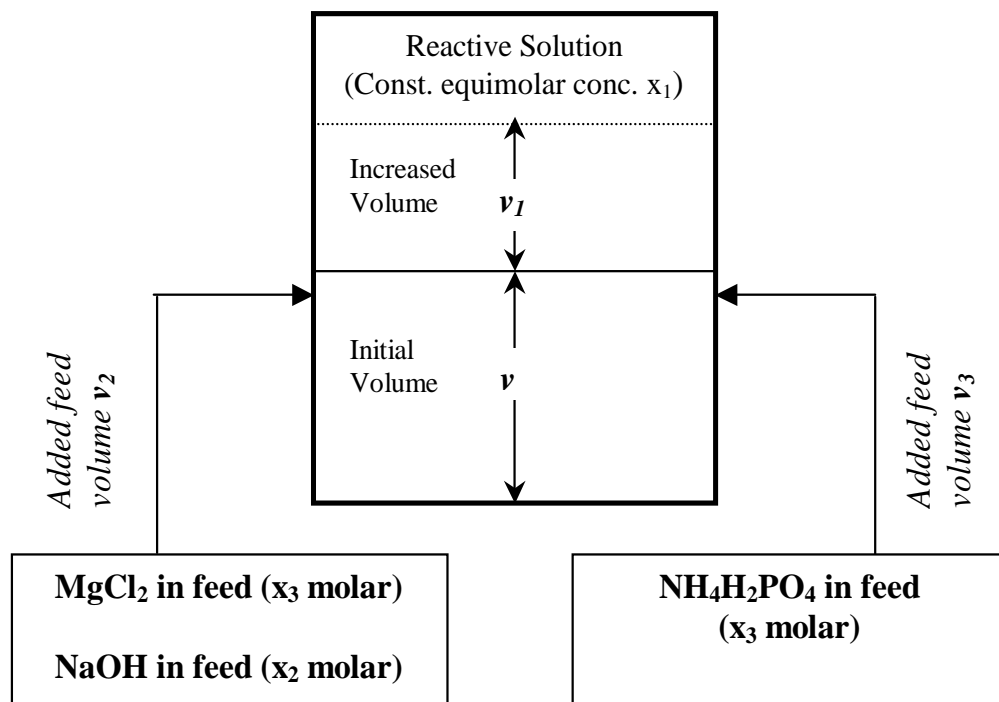 Reactive Solution
(Const. equimolar conc. x₁)
Increased
Volume
v₁
Initial
Volume
v
Added feed
volume v₂
Added feed
volume v₃
MgCl₂ in feed (x₃ molar)
NaOH in feed (x₂ molar)
NH₄H₂PO₄ in feed
(x₃ molar)